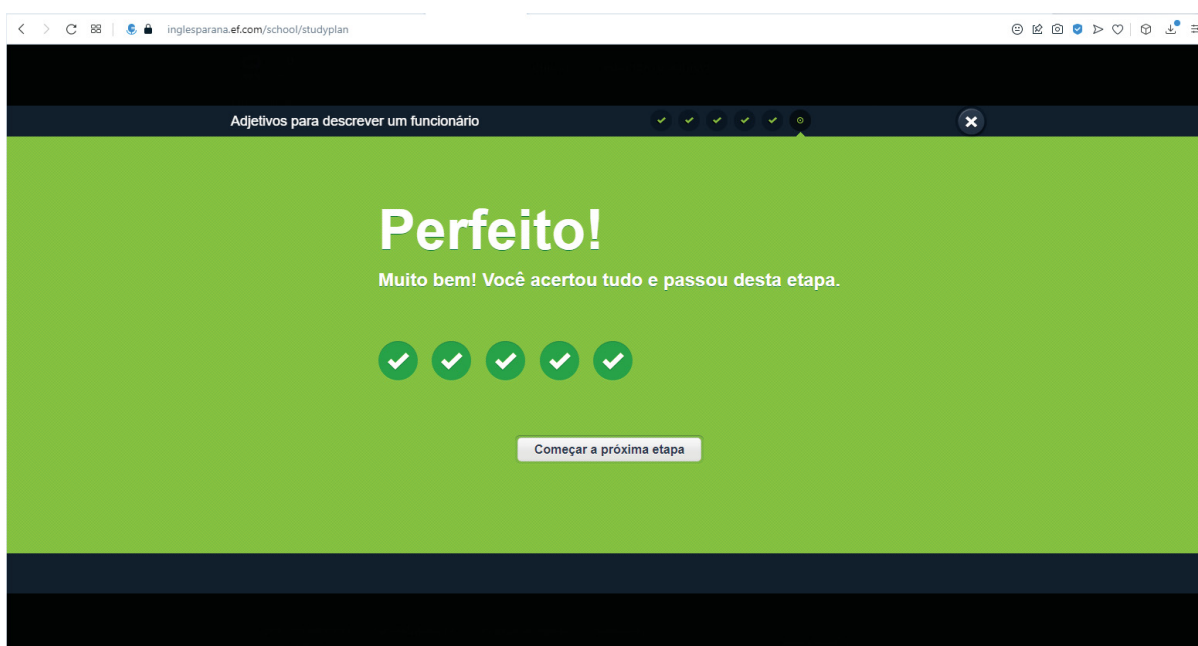 inglesparana.ef.com/school/studyplan
Adjetivos para descrever um funcionário
Perfeito!
Muito bem! Você acertou tudo e passou desta etapa.
Começar a próxima etapa